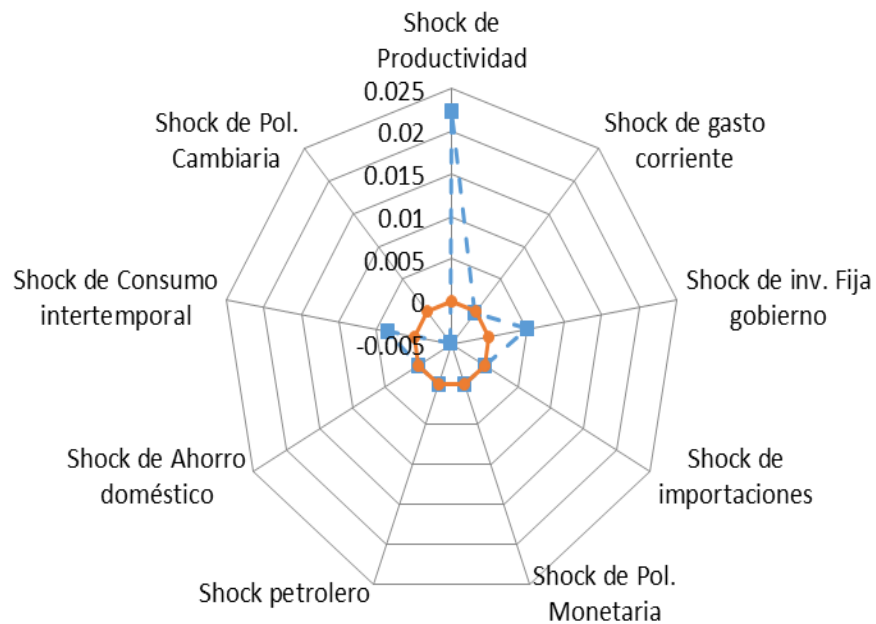 Shock de
Productividad
0.025
0.02
0.015
0.01
0.005
0
-0.005
Shock de gasto
corriente
Shock de inv. Fija
gobierno
Shock de
importaciones
Shock de Pol.
Monetaria
Shock petrolero
Shock de Ahorro
doméstico
Shock de Consumo
intertemporal
Shock de Pol.
Cambiaria